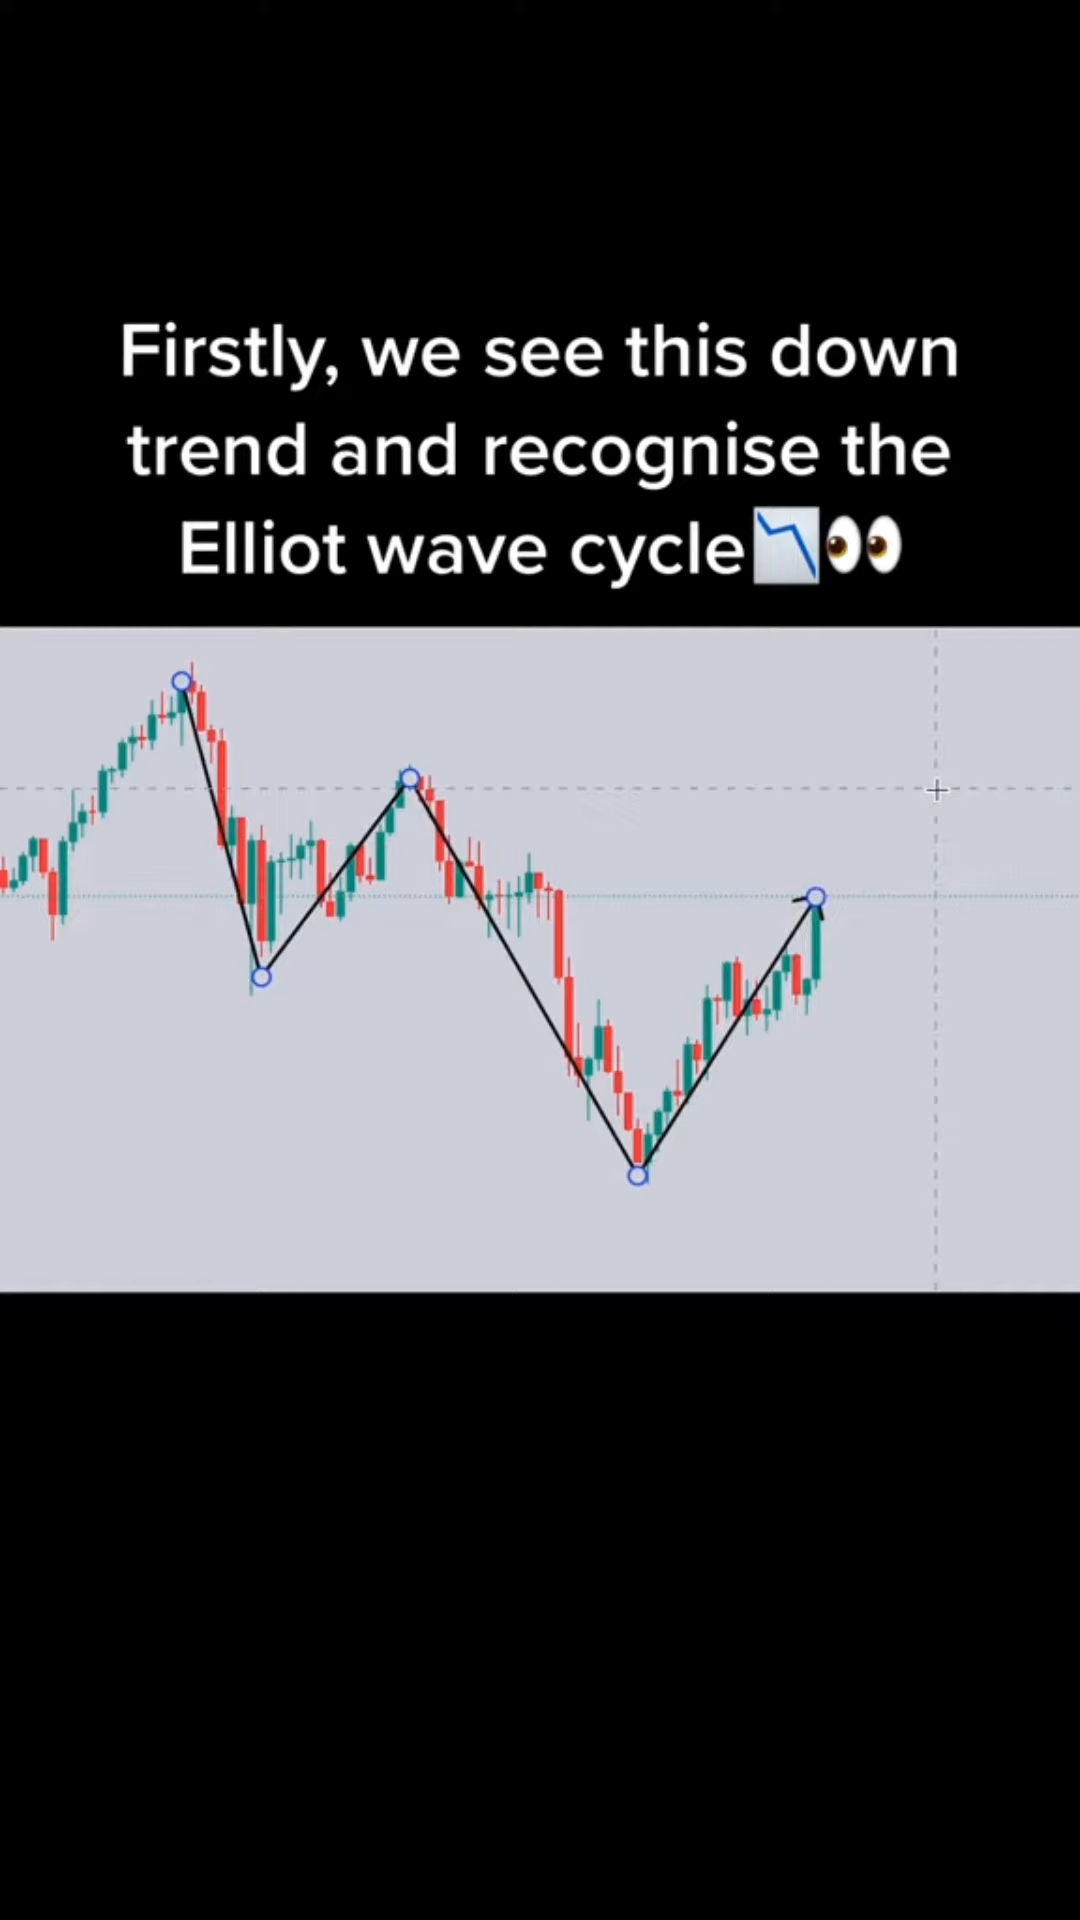 Firstly, we see this down
trend and recognise the
Elliot wave cycle📉👀